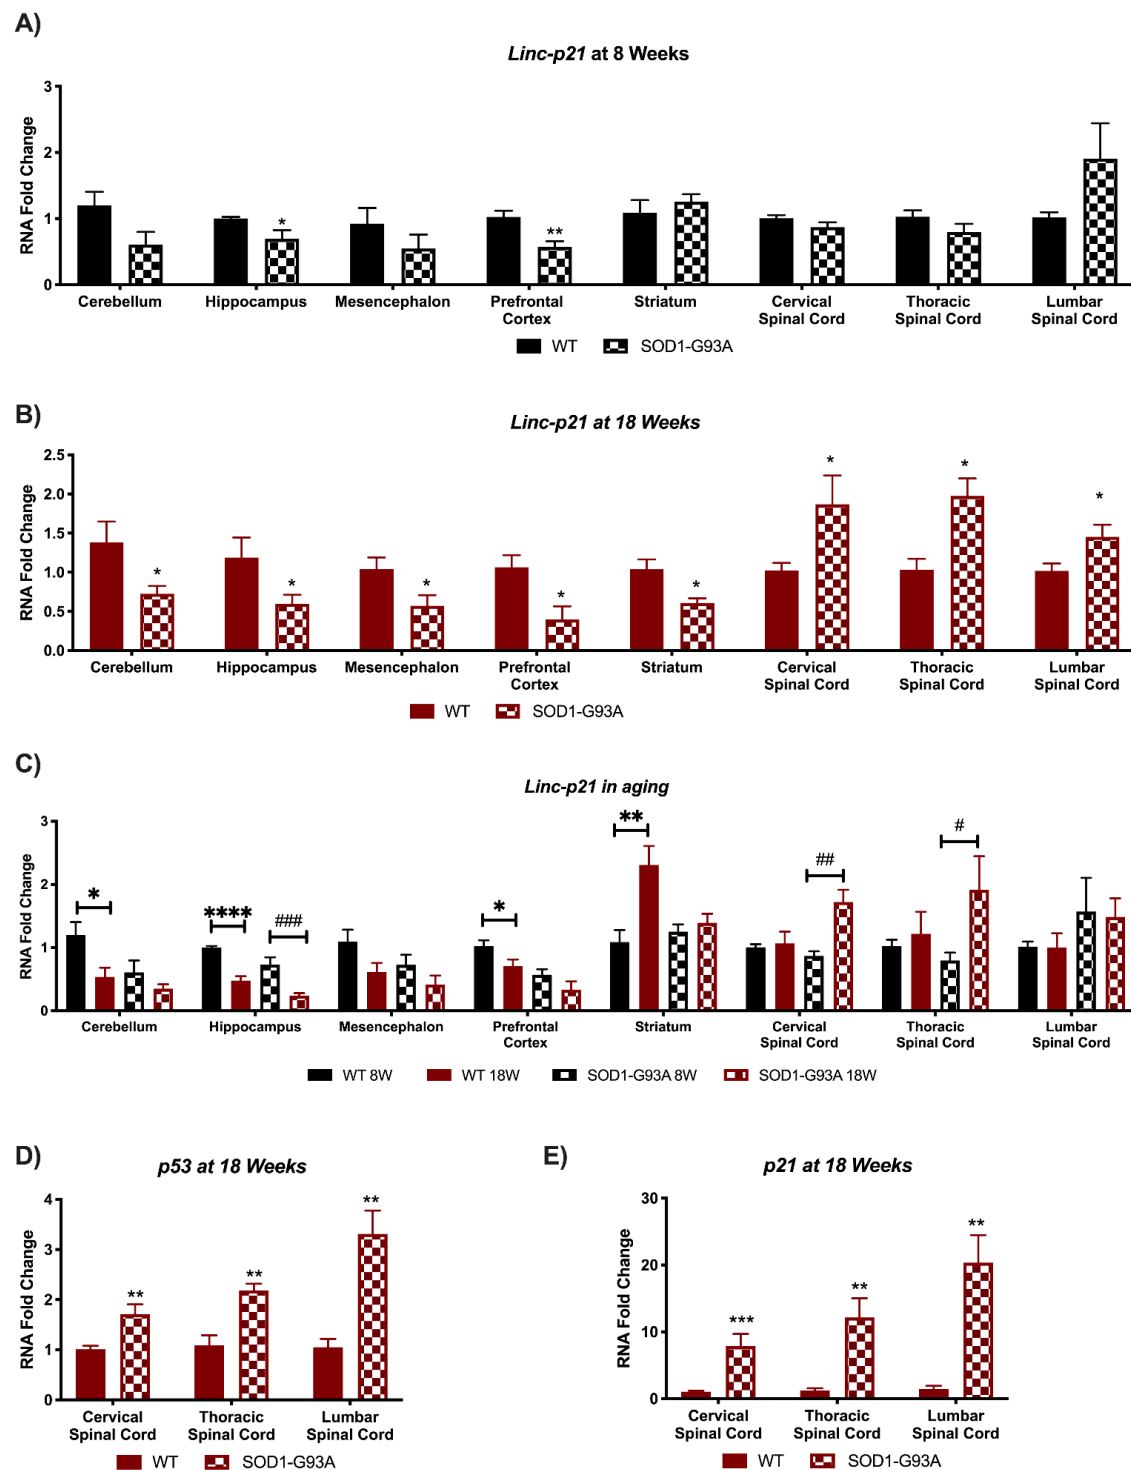 A)
Linc-p21 at 8 Weeks
RNA Fold Change
3
2
1
0
*
**
Cerebellum Hippocampus Mesencephalon Prefrontal Cortex Striatum Cervical Spinal Cord Thoracic Spinal Cord Lumbar Spinal Cord
WT SOD1-G93A
B)
Linc-p21 at 18 Weeks
RNA Fold Change
2.5
2.0
1.5
1.0
0.5
0.0
* * * * * * * *
Cerebellum Hippocampus Mesencephalon Prefrontal Cortex Striatum Cervical Spinal Cord Thoracic Spinal Cord Lumbar Spinal Cord
WT SOD1-G93A
C)
Linc-p21 in aging
RNA Fold Change
3
2
1
0
* **** ### * ** ## #
Cerebellum Hippocampus Mesencephalon Prefrontal Cortex Striatum Cervical Spinal Cord Thoracic Spinal Cord Lumbar Spinal Cord
WT 8W WT 18W SOD1-G93A 8W SOD1-G93A 18W
D)
p53 at 18 Weeks
RNA Fold Change
4
3
2
1
0
** ** **
Cervical Spinal Cord Thoracic Spinal Cord Lumbar Spinal Cord
WT SOD1-G93A
E)
p21 at 18 Weeks
RNA Fold Change
30
20
10
0
*** ** **
Cervical Spinal Cord Thoracic Spinal Cord Lumbar Spinal Cord
WT SOD1-G93A